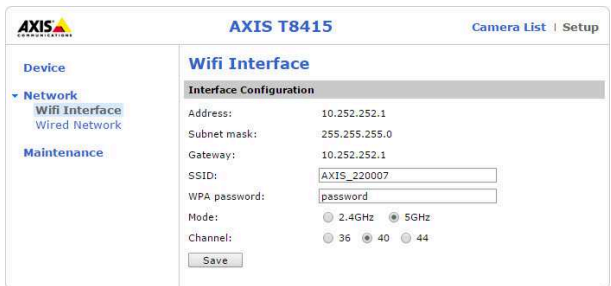 AXIS
COMMUNICATIONS
AXIS T8415
Camera List | Setup
Device
Network
Wifi Interface
Wired Network
Maintenance
Wifi Interface
Interface Configuration
Address: 10.252.252.1
Subnet mask: 255.255.255.0
Gateway: 10.252.252.1
SSID: AXIS_220007
WPA password: password
Mode: 2.4GHz 5GHz
Channel: 36 40 44
Save